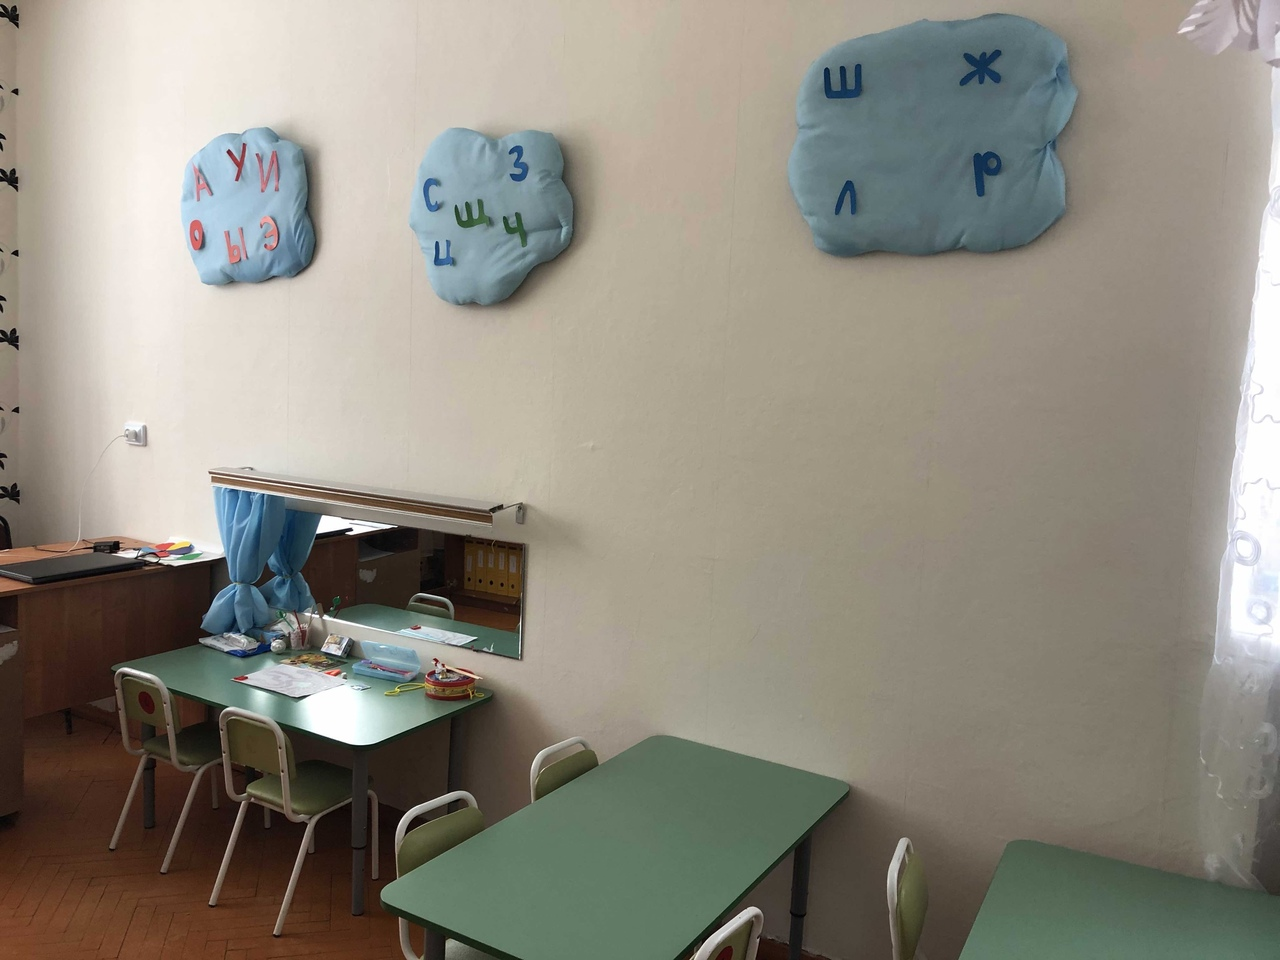 А У И
О Ы Э
С З
Щ Ч
Ц
Ш Ж
Л Р